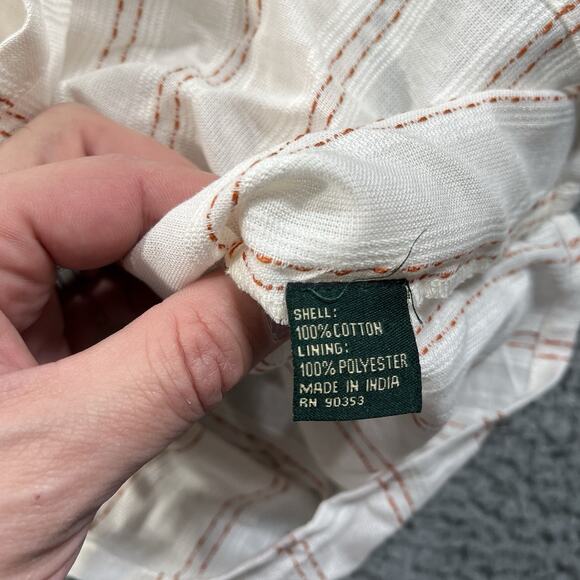 SHELL:
100% COTTON
LINING:
100% POLYESTER
MADE IN INDIA
RN 90353